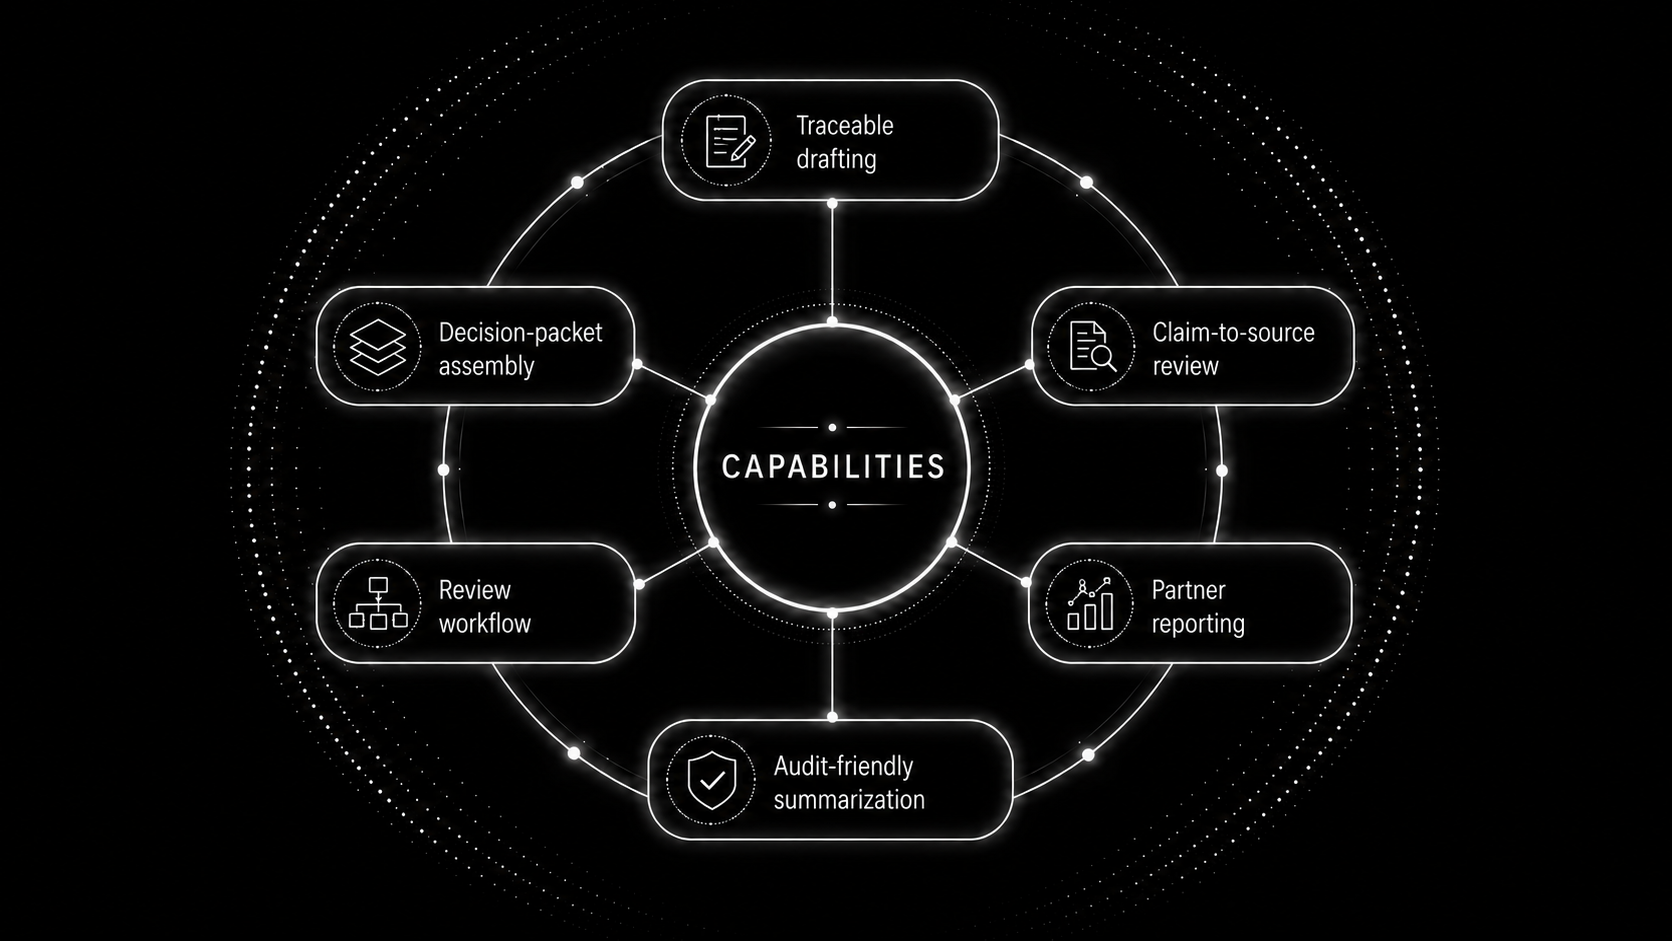 Traceable
drafting
Decision-packet
assembly
Claim-to-source
review
CAPABILITIES
Review
workflow
Partner
reporting
Audit-friendly
summarization